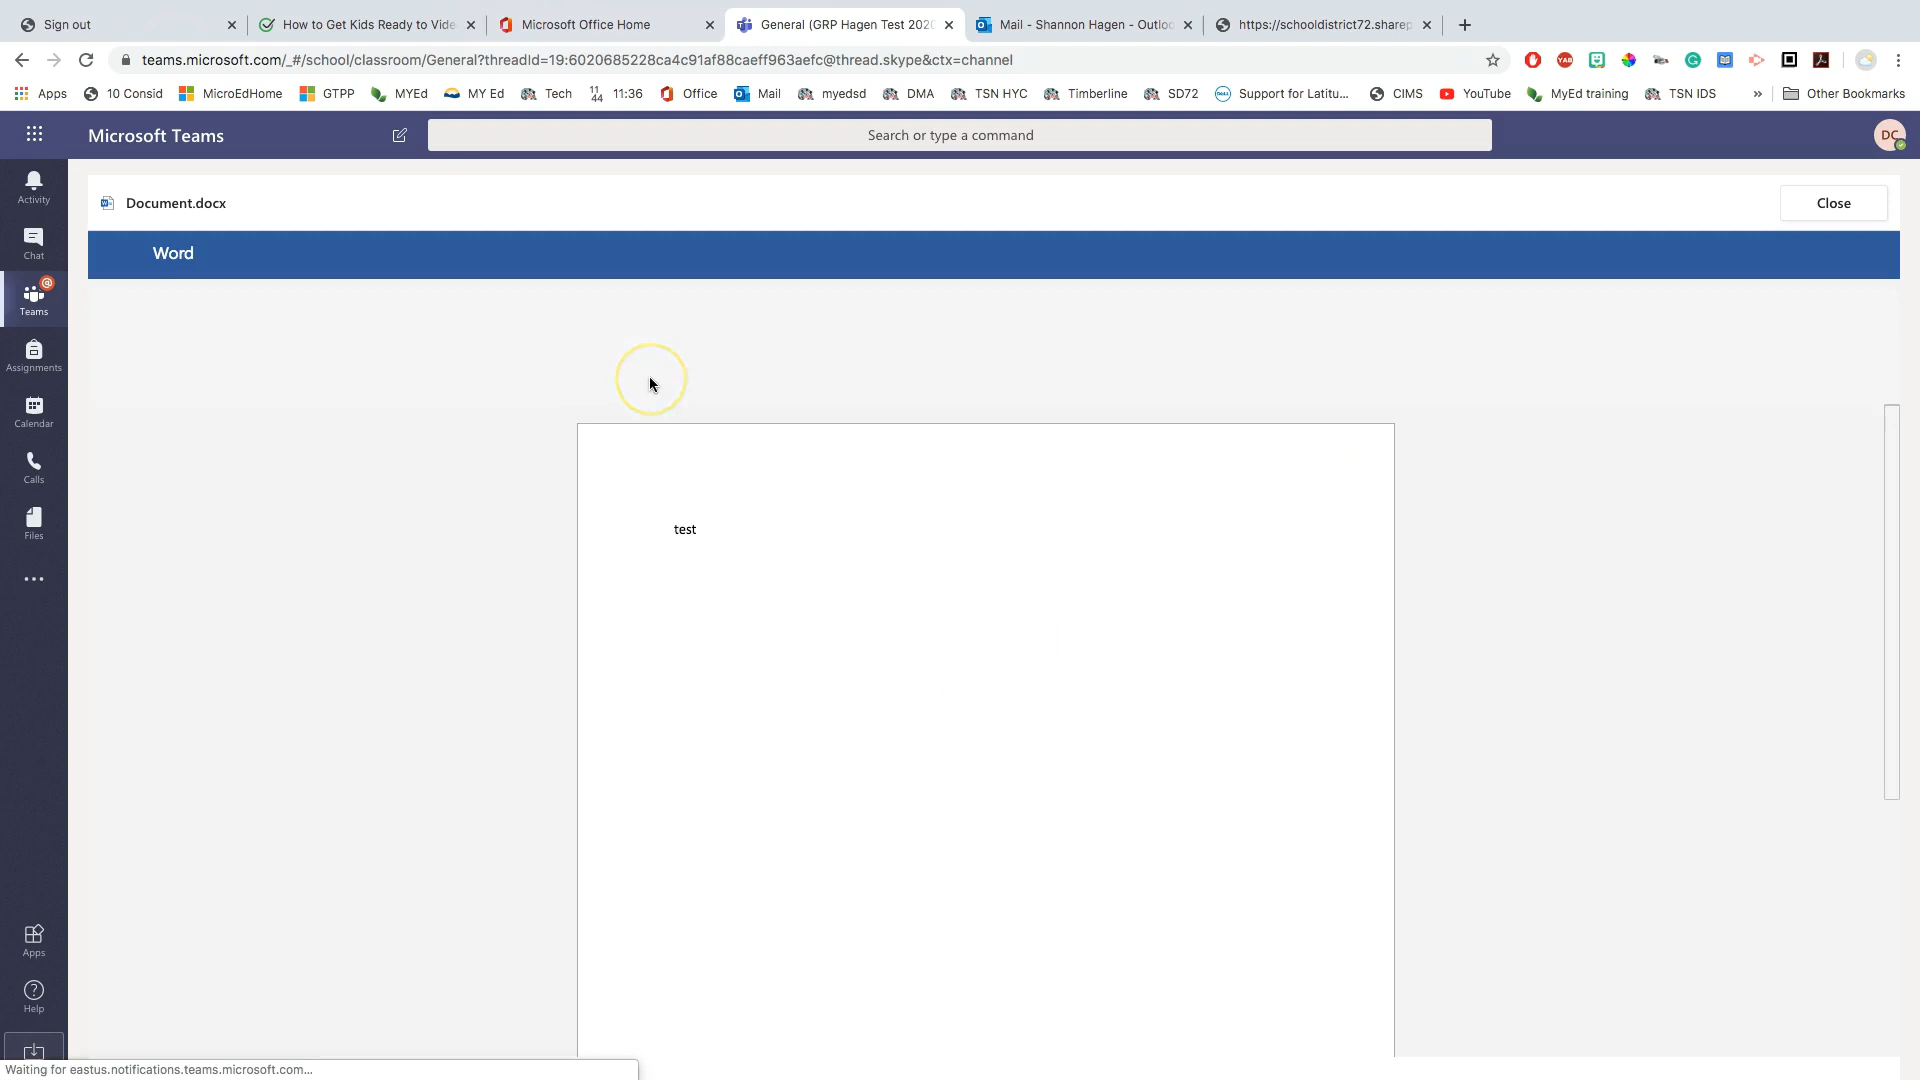 Sign out
How to Get Kids Ready to Vide
Microsoft Office Home
General (GRP Hagen Test 2020
Mail - Shannon Hagen - Outloo
https://schooldistrict72.sharep
teams.microsoft.com/_#/school/classroom/General?threadId=19:6020685228ca4c91af88caeff963aefc@thread.skype&ctx=channel
Apps
10 Consid
MicroEdHome
GTPP
MYEd
MY Ed
Tech
11:36
Office
Mail
myedsd
DMA
TSN HYC
Timberline
SD72
Support for Latitu...
CIMS
YouTube
MyEd training
TSN IDS
»
Other Bookmarks
Microsoft Teams
Search or type a command
DC
Activity
Chat
Teams
Assignments
Calendar
Calls
Files
Apps
Help
Document.docx
Close
Word
test
Waiting for eastus.notifications.teams.microsoft.com...